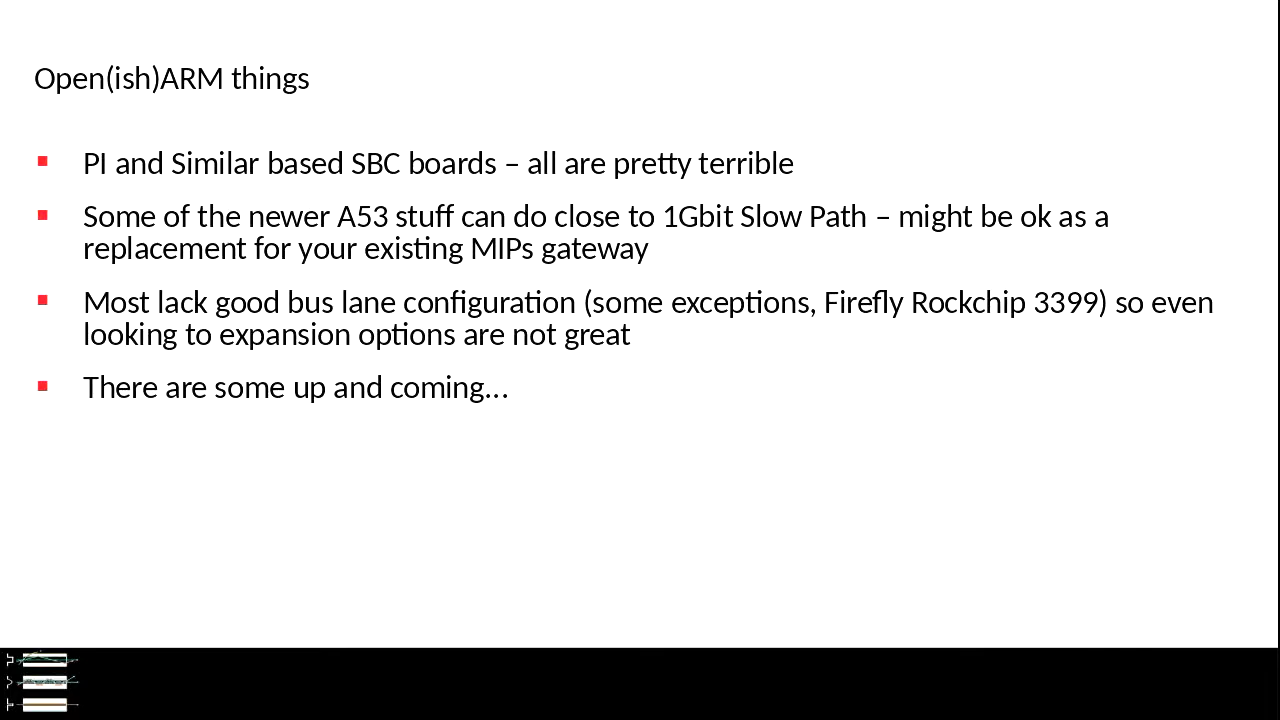 Open(ish)ARM things
PI and Similar based SBC boards – all are pretty terrible
Some of the newer A53 stuff can do close to 1Gbit Slow Path – might be ok as a
replacement for your existing MIPs gateway
Most lack good bus lane configuration (some exceptions, Firefly Rockchip 3399) so even
looking to expansion options are not great
There are some up and coming...